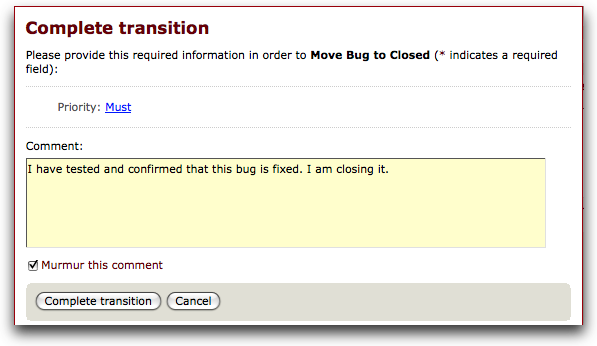 Complete transition
Please provide this required information in order to Move Bug to Closed (* indicates a required
field):
Priority: Must
Comment:
I have tested and confirmed that this bug is fixed. I am closing it.
Murmur this comment
Complete transition Cancel